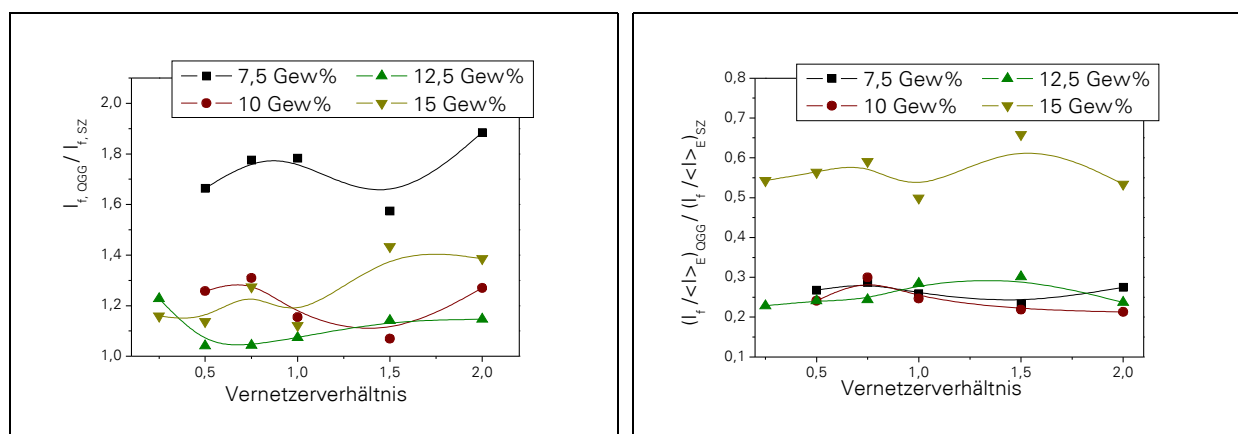 7,5 Gew% 12,5 Gew%
10 Gew% 15 Gew%
2,0
1,8
1,6
1,4
1,2
1,0
I f, QGG / I f, SZ
0,5 1,0 1,5 2,0
Vernetzerverhältnis
0,8
7,5 Gew% 12,5 Gew%
10 Gew% 15 Gew%
0,7
0,6
0,5
0,4
0,3
0,2
0,1
(I f /<I> E) QGG / (I f /<I> E) SZ
0,5 1,0 1,5 2,0
Vernetzerverhältnis